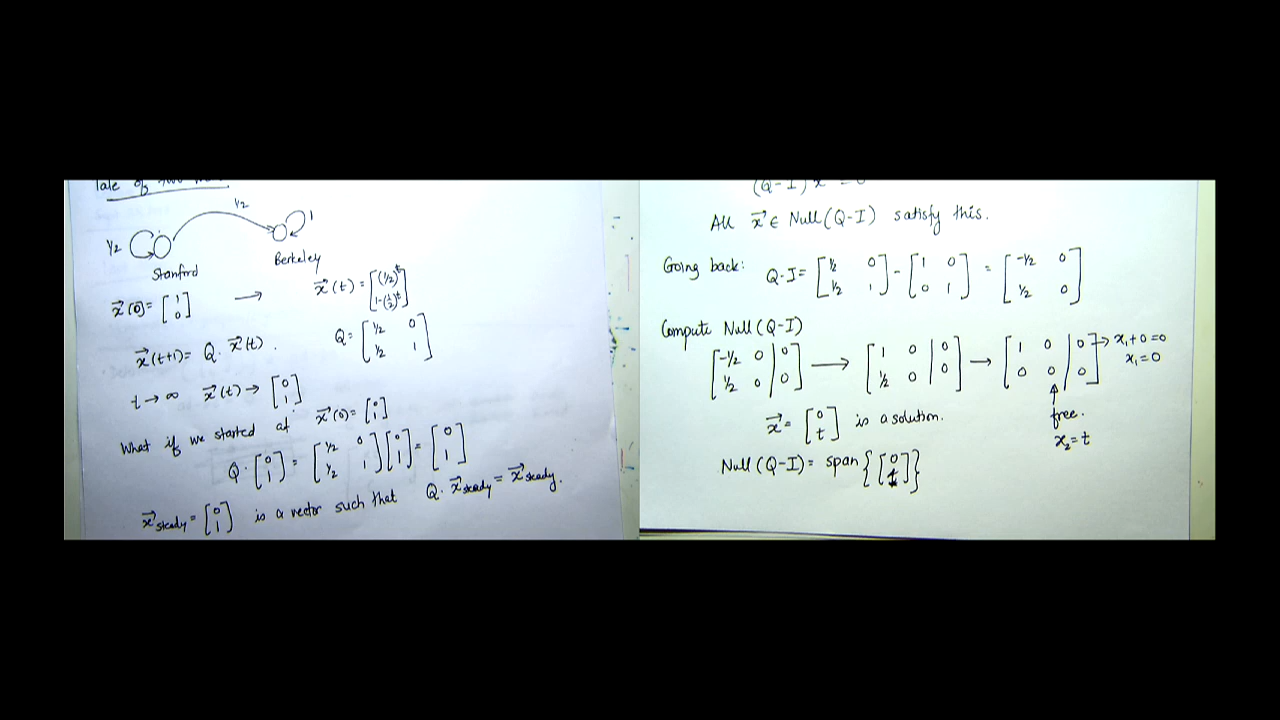 Tale of two
1/2
1
1/2
Stanford
Berkeley
x⃗(0) = [1 0] → x⃗(t) = [(1/2)^t 1-(1/2)^t]
x⃗(t+1) = Q · x⃗(t). Q = [1/2 0 1/2 1]
t → ∞ x⃗(t) → [0 1]
What if we started at x⃗(0) = [0 1]
Q · [0 1] = [1/2 0 1/2 1] [0 1] = [0 1]
x⃗steady = [0 1] is a vector such that Q · x⃗steady = x⃗steady.
(Q-I) x⃗ = 0
All x⃗ ∈ Null(Q-I) satisfy this.
Going back: Q-I = [1/2 0 1/2 1] - [1 0 0 1] = [-1/2 0 1/2 0]
Compute Null(Q-I)
[-1/2 0 | 0 1/2 0 | 0] → [1 0 | 0 1/2 0 | 0] → [1 0 | 0 0 0 | 0] → x₁+0=0
x₁=0
x⃗ = [0 t] is a solution.
free.
x₂=t
Null(Q-I) = span {[0 1]}